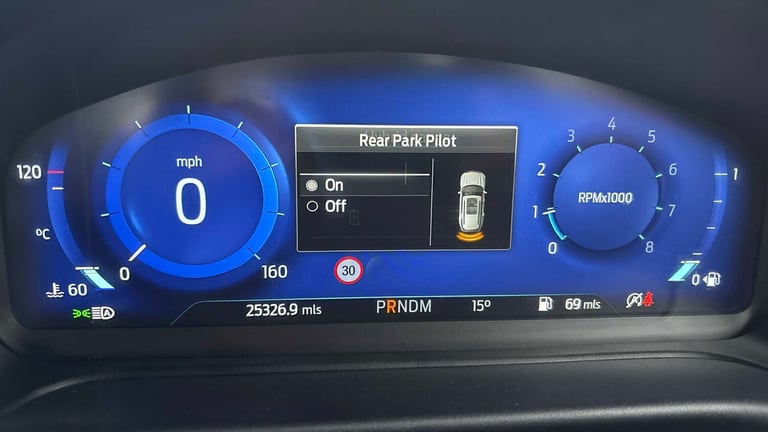 Rear Park Pilot
On
Off
mph
0
0
160
120
°C
60
30
RPMx1000
0
1
2
3
4
5
6
7
8
1
0
A
25326.9 mls
PRNDM
15º
69 mls
A